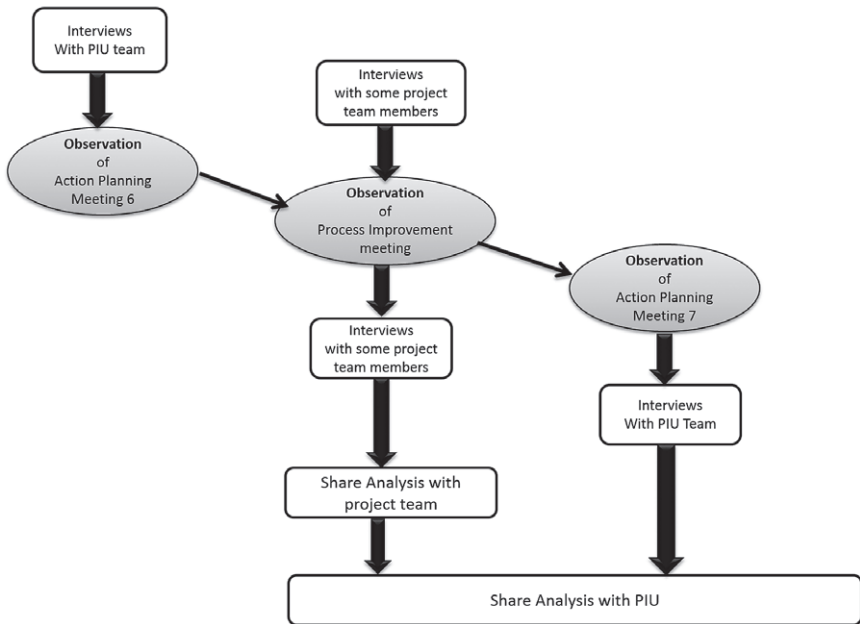 Interviews
With PIU team
Interviews
with some project
team members
Observation
of
Action Planning
Meeting 6
Observation
of
Process Improvement
meeting
Observation
of
Action Planning
Meeting 7
Interviews
with some project
team members
Interviews
With PIU Team
Share Analysis with
project team
Share Analysis with PIU